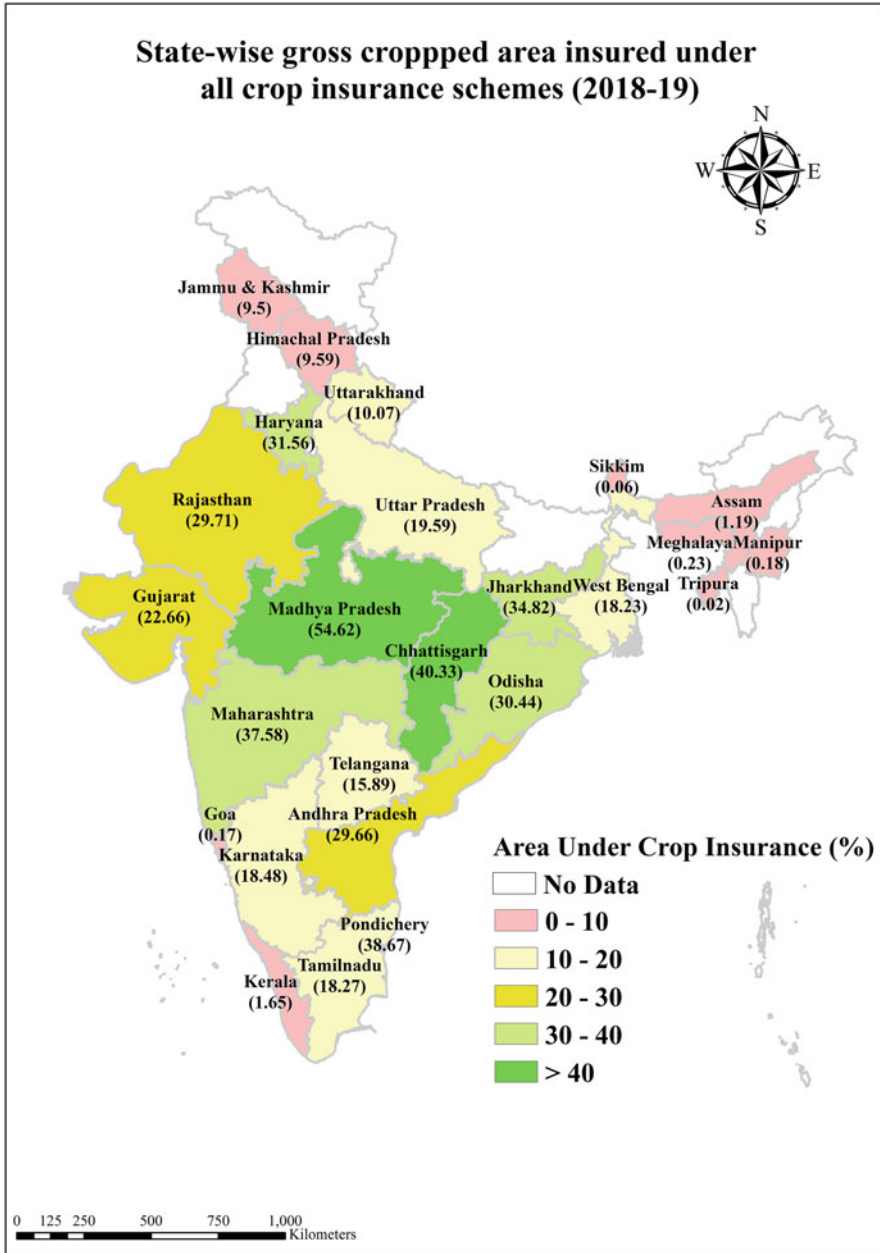 State-wise gross croppped area insured under
all crop insurance schemes (2018-19)
N
W
E
S
Jammu & Kashmir
(9.5)
Himachal Pradesh
(9.59)
Uttarakhand
(10.07)
Haryana
(31.56)
Rajasthan
(29.71)
Uttar Pradesh
(19.59)
Sikkim
(0.06)
Assam
(1.19)
Meghalaya
(0.23)
Manipur
(0.18)
Tripura
(0.02)
Gujarat
(22.66)
Madhya Pradesh
(54.62)
Jharkhand
(34.82)
West Bengal
(18.23)
Chhattisgarh
(40.33)
Odisha
(30.44)
Maharashtra
(37.58)
Telangana
(15.89)
Goa
(0.17)
Andhra Pradesh
(29.66)
Karnataka
(18.48)
Pondichery
(38.67)
Tamilnadu
(18.27)
Kerala
(1.65)
Area Under Crop Insurance (%)
No Data
0 - 10
10 - 20
20 - 30
30 - 40
> 40
0 125 250 500 750 1,000
Kilometers